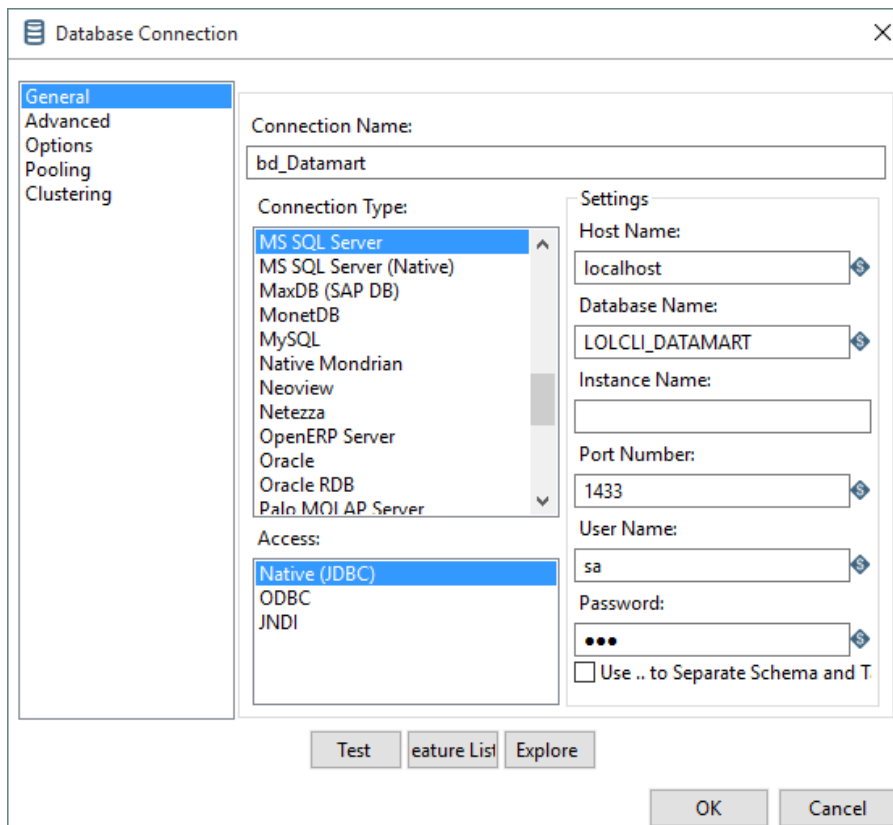 Database Connection
General
Advanced
Options
Pooling
Clustering
Connection Name:
bd_Datamart
Connection Type:
MS SQL Server
MS SQL Server (Native)
MaxDB (SAP DB)
MonetDB
MySQL
Native Mondrian
Neoview
Netezza
OpenERP Server
Oracle
Oracle RDB
Palo MOLAP Server
Access:
Native (JDBC)
ODBC
JNDI
Settings
Host Name:
localhost
Database Name:
LOLCLI_DATAMART
Instance Name:
Port Number:
1433
User Name:
sa
Password:
●●●
Use .. to Separate Schema and T
Test
eature List
Explore
OK
Cancel